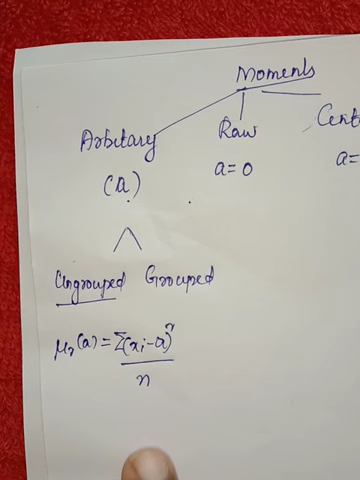 Moments
Arbitary Raw Cent
(a) a=0 a=
Ungrouped Grouped
μr(a) = Σ(xi-a)^r
n